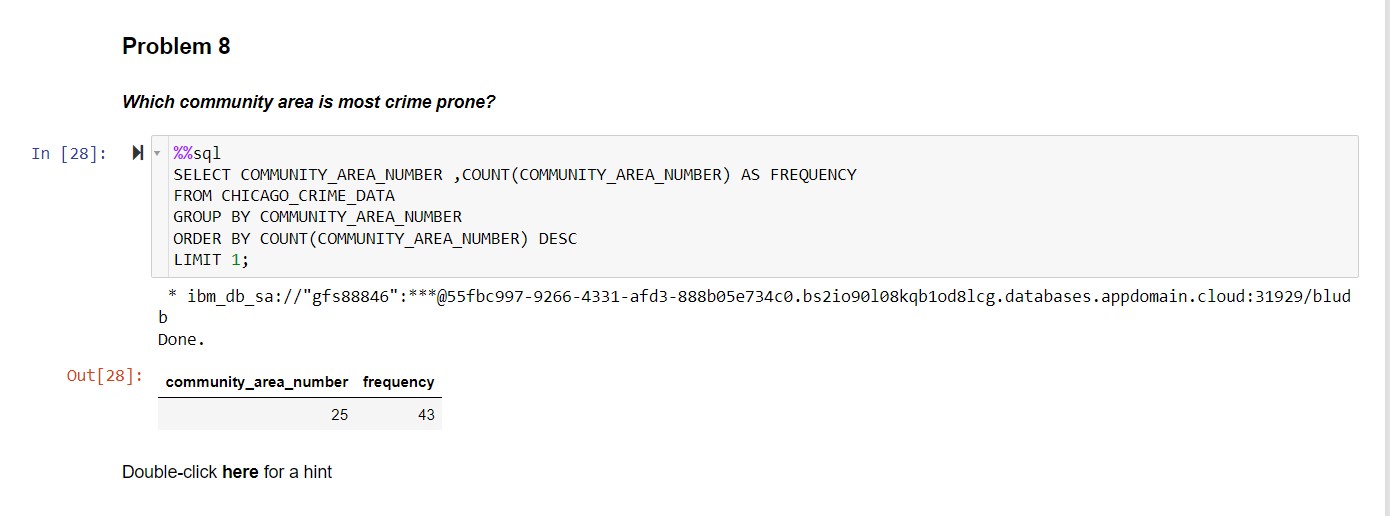 Problem 8
Which community area is most crime prone?
In [28]:
%%sql
SELECT COMMUNITY_AREA_NUMBER ,COUNT(COMMUNITY_AREA_NUMBER) AS FREQUENCY
FROM CHICAGO_CRIME_DATA
GROUP BY COMMUNITY_AREA_NUMBER
ORDER BY COUNT(COMMUNITY_AREA_NUMBER) DESC
LIMIT 1;
* ibm_db_sa://"gfs88846":***@55fbc997-9266-4331-afd3-888b05e734c0.bs2io90l08kqb1od8lcg.databases.appdomain.cloud:31929/blud
b
Done.
Out[28]:
community_area_number frequency
25 43
Double-click here for a hint